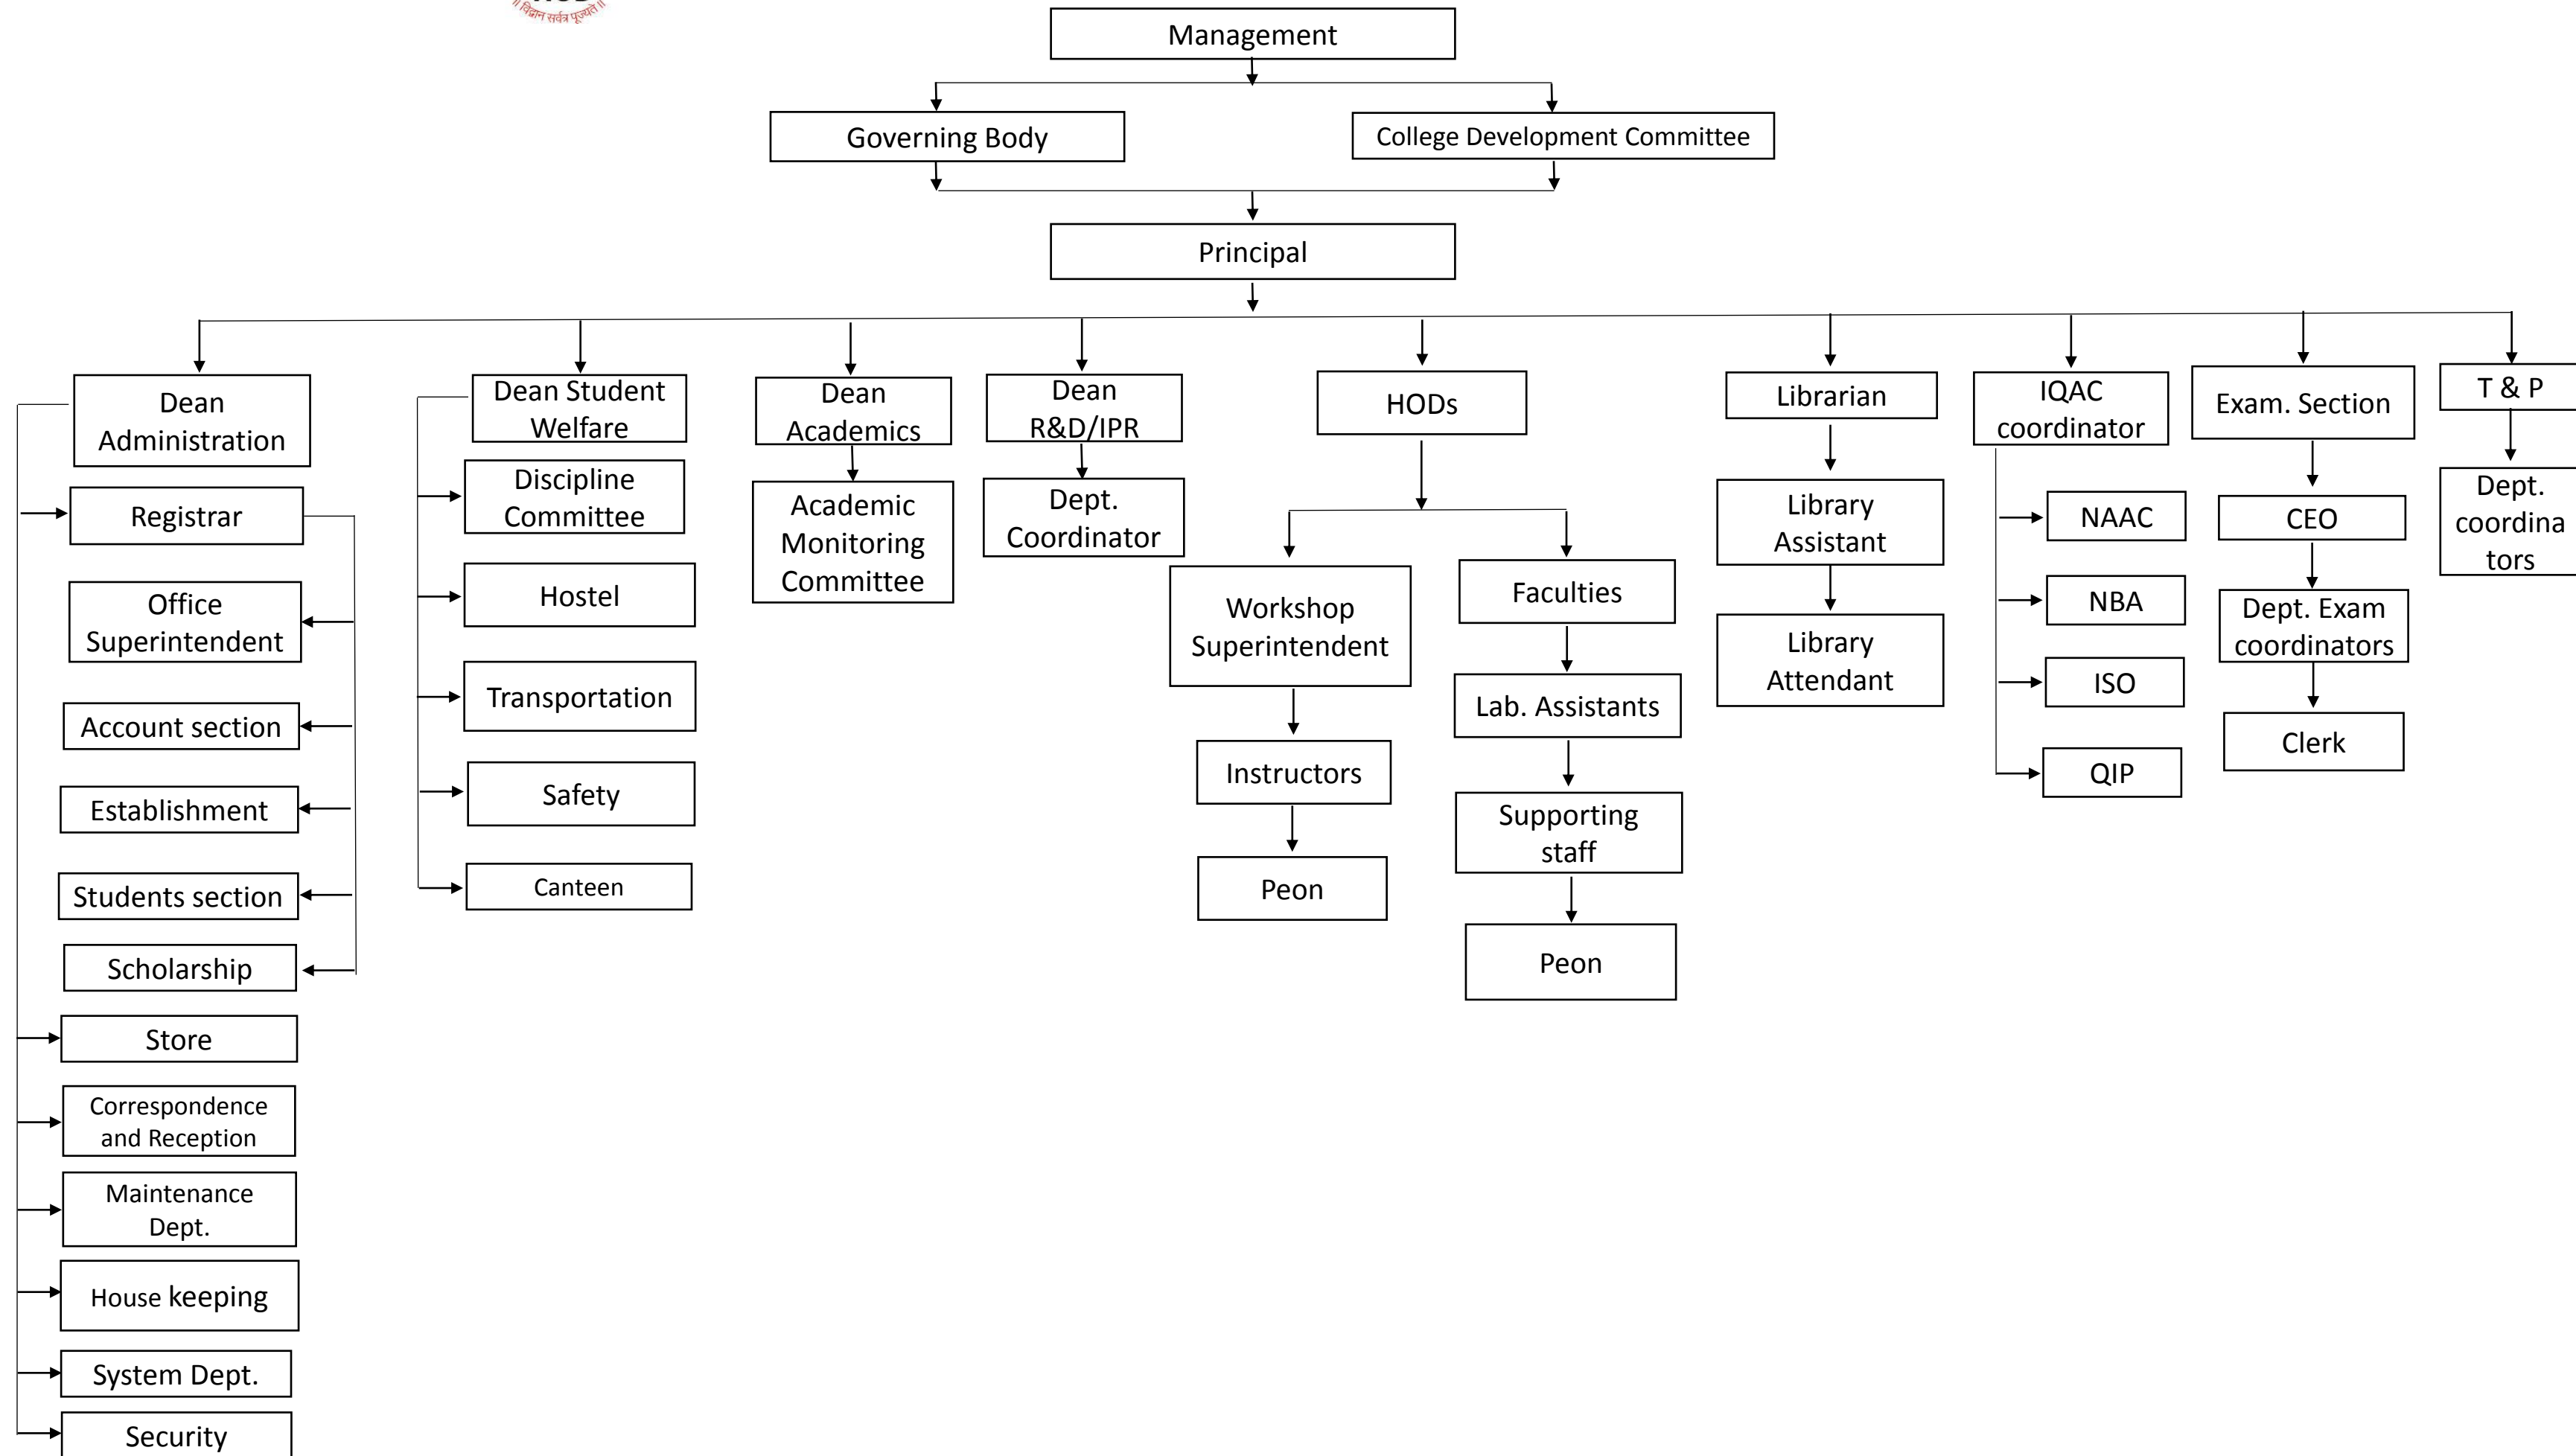 ॥ विद्वान सर्वत्र पूज्यते ॥
Management
Governing Body
College Development Committee
Principal
Dean
Administration
Registrar
Office
Superintendent
Account section
Establishment
Students section
Scholarship
Store
Correspondence
and Reception
Maintenance
Dept.
House keeping
System Dept.
Security
Dean Student
Welfare
Discipline
Committee
Hostel
Transportation
Safety
Canteen
Dean
Academics
Academic
Monitoring
Committee
Dean
R&D/IPR
Dept.
Coordinator
HODs
Workshop
Superintendent
Instructors
Peon
Faculties
Lab. Assistants
Supporting
staff
Peon
Librarian
Library
Assistant
Library
Attendant
IQAC
coordinator
NAAC
NBA
ISO
QIP
Exam. Section
CEO
Dept. Exam
coordinators
Clerk
T & P
Dept.
coordina
tors